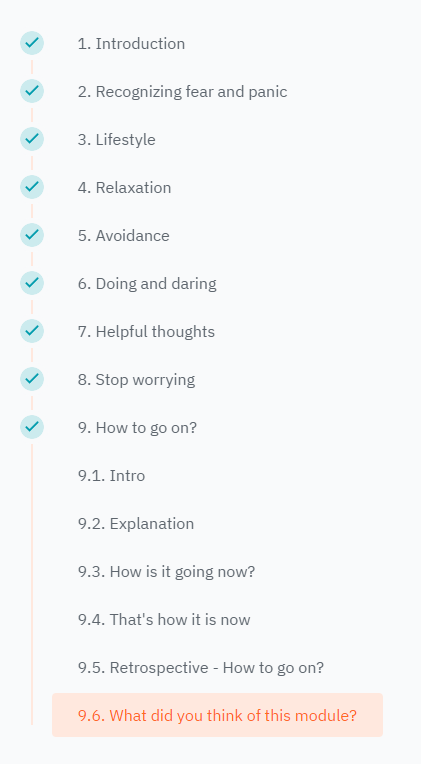 1. Introduction
2. Recognizing fear and panic
3. Lifestyle
4. Relaxation
5. Avoidance
6. Doing and daring
7. Helpful thoughts
8. Stop worrying
9. How to go on?
9.1. Intro
9.2. Explanation
9.3. How is it going now?
9.4. That's how it is now
9.5. Retrospective - How to go on?
9.6. What did you think of this module?